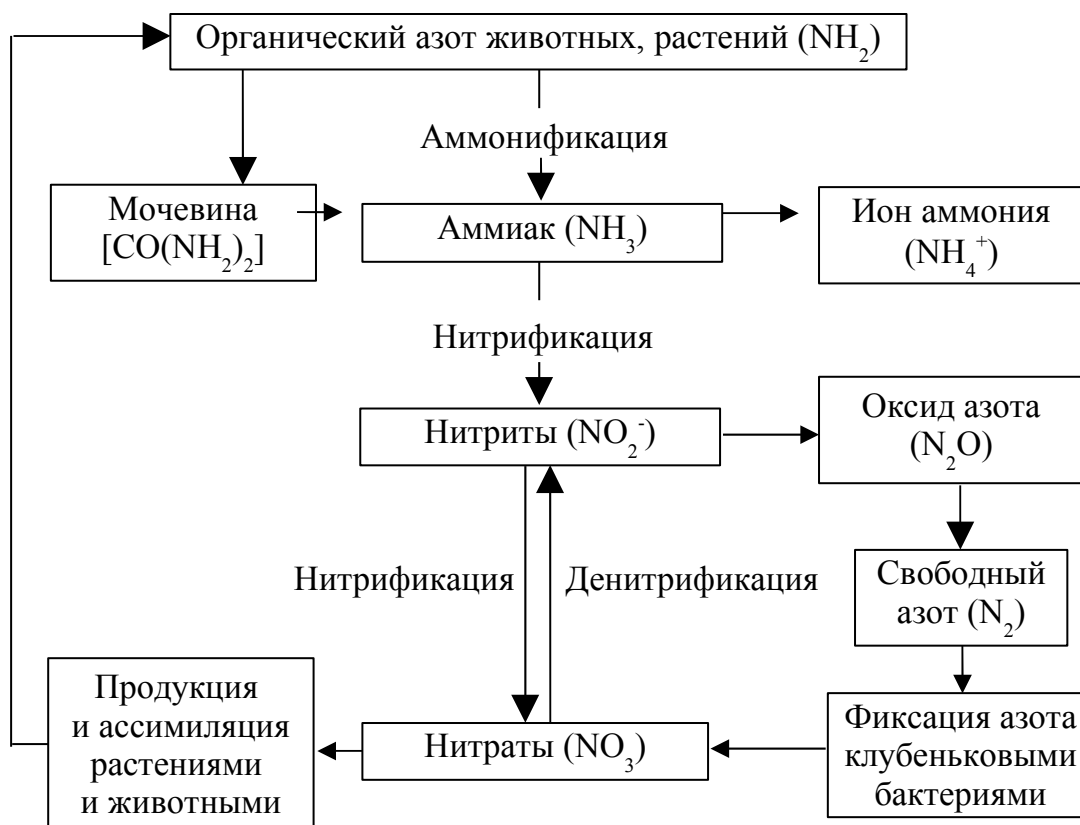 Органический азот животных, растений (NH₂)
Аммонификация
Мочевина
[CO(NH₂)₂]
Аммиак (NH₃)
Ион аммония
(NH₄⁺)
Нитрификация
Нитриты (NO₂⁻)
Оксид азота
(N₂O)
Нитрификация
Денитрификация
Свободный
азот (N₂)
Продукция
и ассимиляция
растениями
и животными
Нитраты (NO₃)
Фиксация азота
клубеньковыми
бактериями